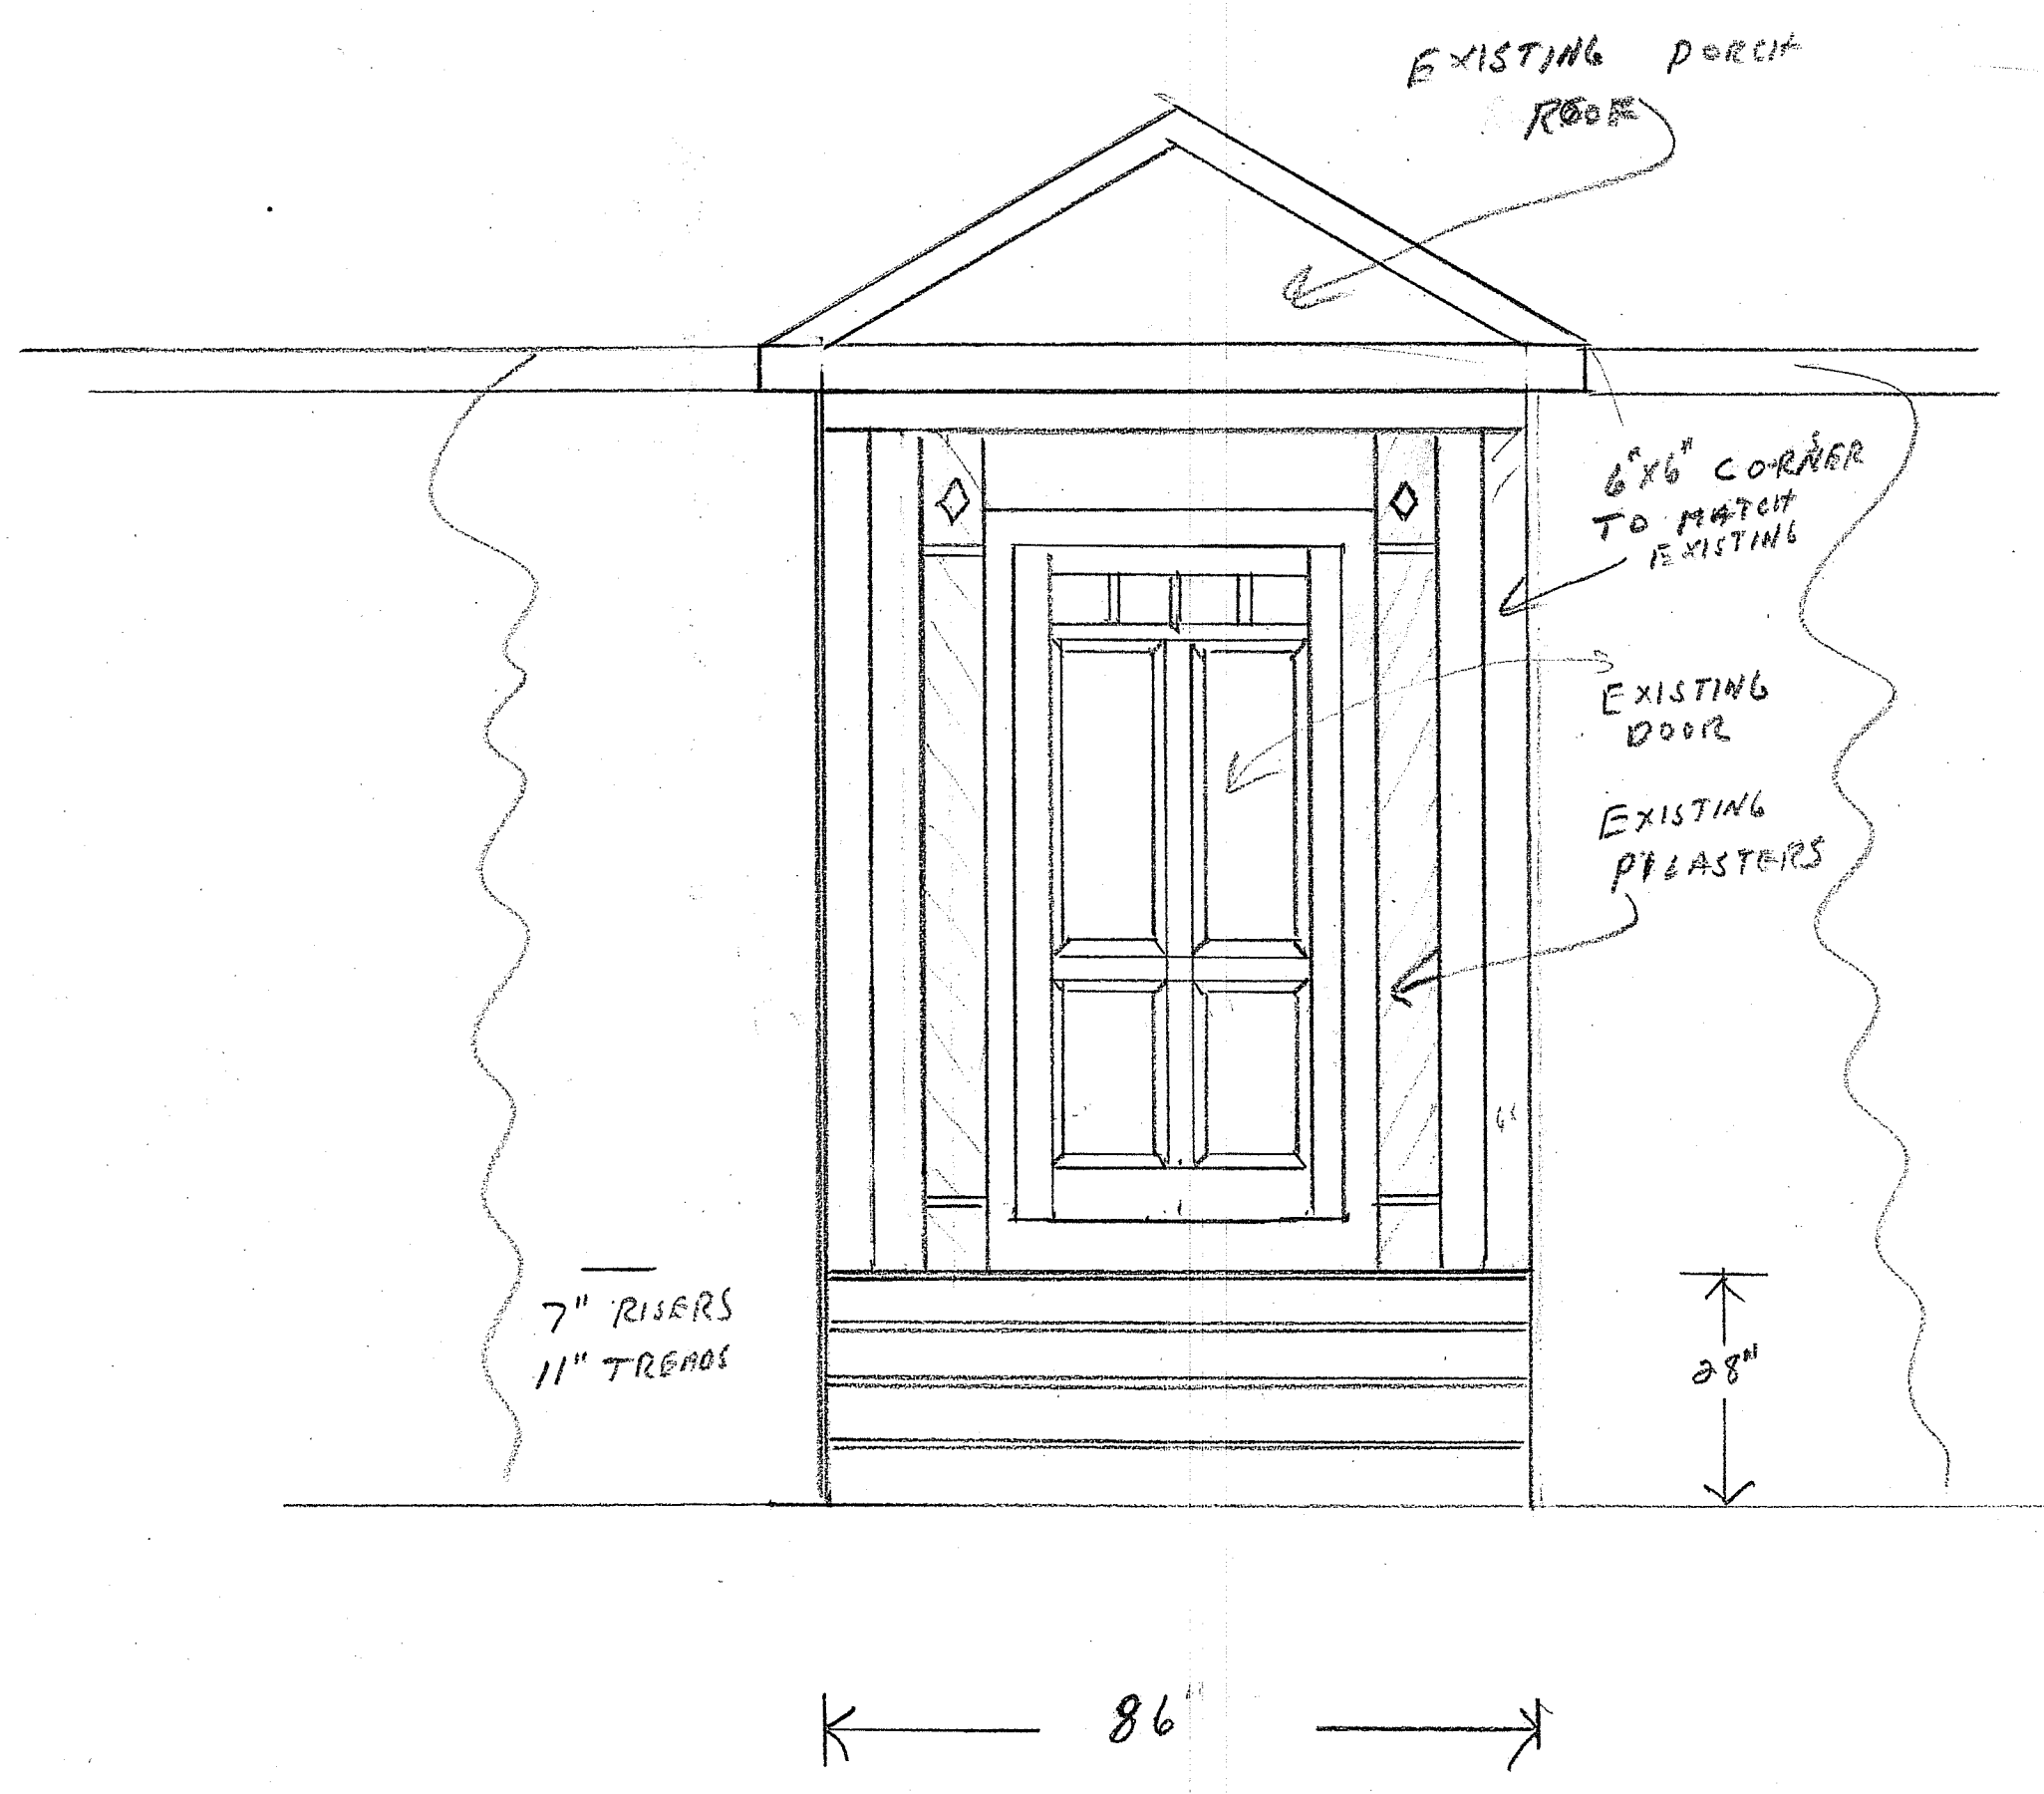 EXISTING PORCH
ROOF
6"X6" CORNER
TO MATCH
EXISTING
EXISTING
DOOR
EXISTING
PILASTERS
6"
7" RISERS
11" TREADS
28"
86"